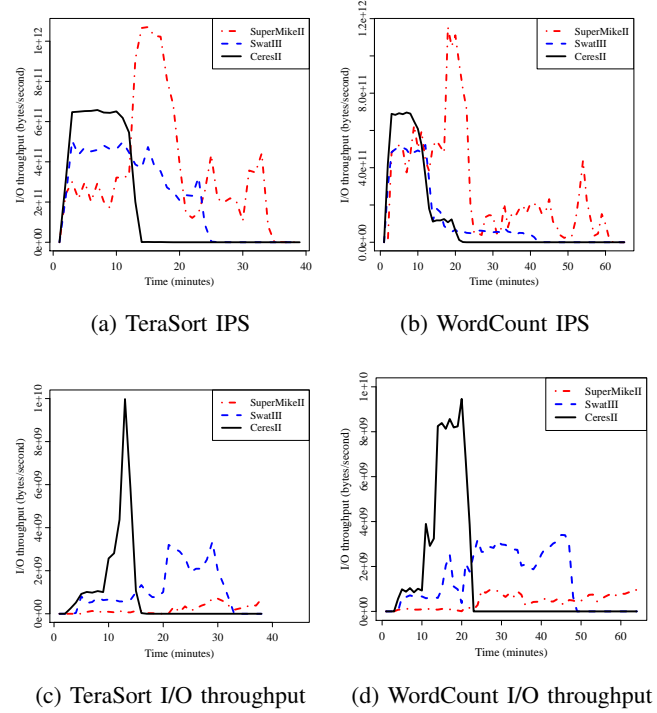 I/O throughput (bytes/second)
0e+00 2e+11 4e+11 6e+11 8e+11 1e+12
SuperMikeII
SwatIII
CeresII
0 10 20 30 40
Time (minutes)
(a) TeraSort IPS
I/O throughput (bytes/second)
0.0e+00 4.0e+11 8.0e+11 1.2e+12
SuperMikeII
SwatIII
CeresII
0 10 20 30 40 50 60
Time (minutes)
(b) WordCount IPS
I/O throughput (bytes/second)
0e+00 2e+09 4e+09 6e+09 8e+09 1e+10
SuperMikeII
SwatIII
CeresII
0 10 20 30 40
Time (minutes)
(c) TeraSort I/O throughput
I/O throughput (bytes/second)
0e+00 2e+09 4e+09 6e+09 8e+09 1e+10
SuperMikeII
SwatIII
CeresII
0 10 20 30 40 50 60
Time (minutes)
(d) WordCount I/O throughput